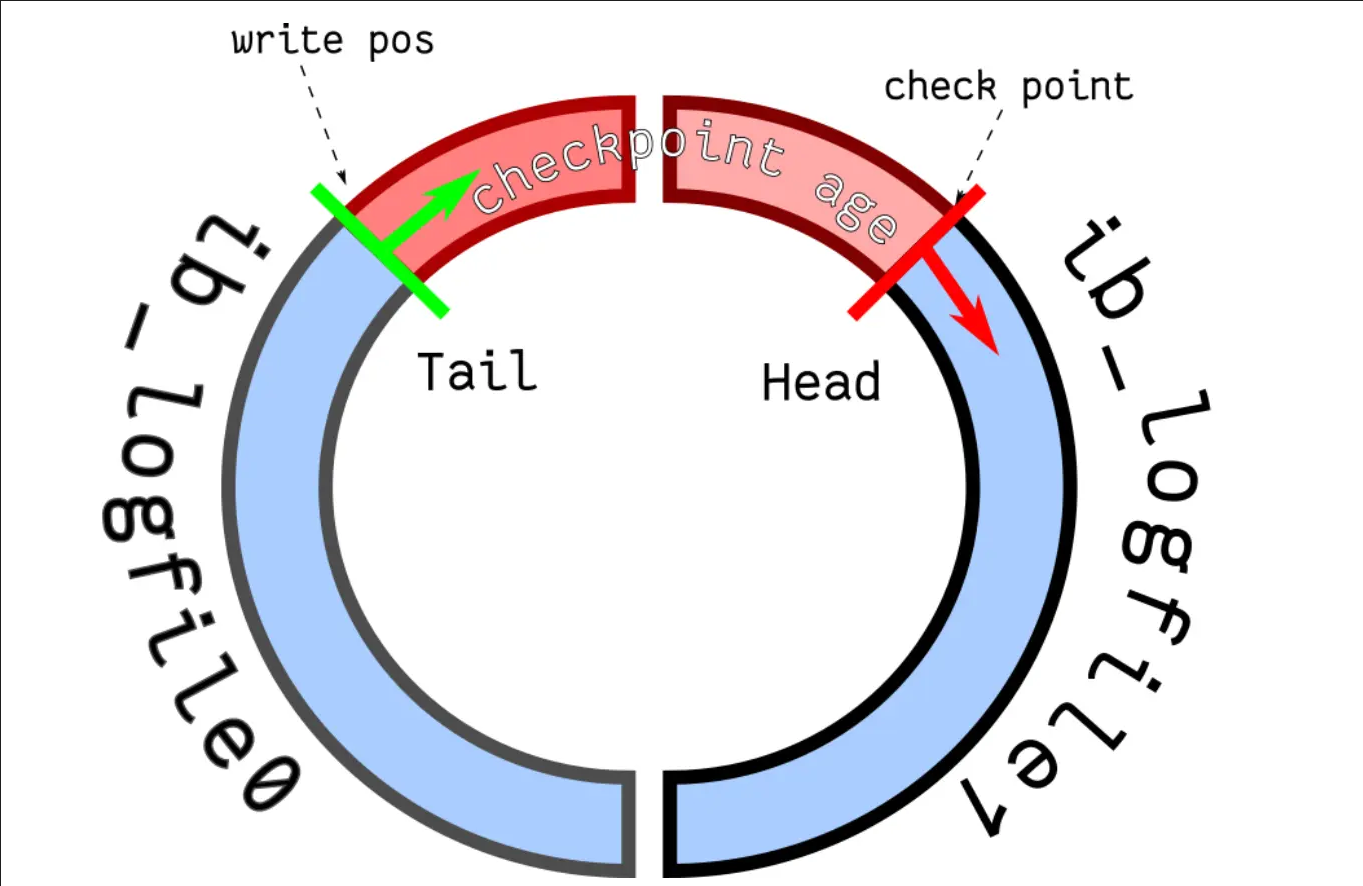 write pos
check point
checkpoint age
Tail
Head
ib_logfile0
ib_logfile1